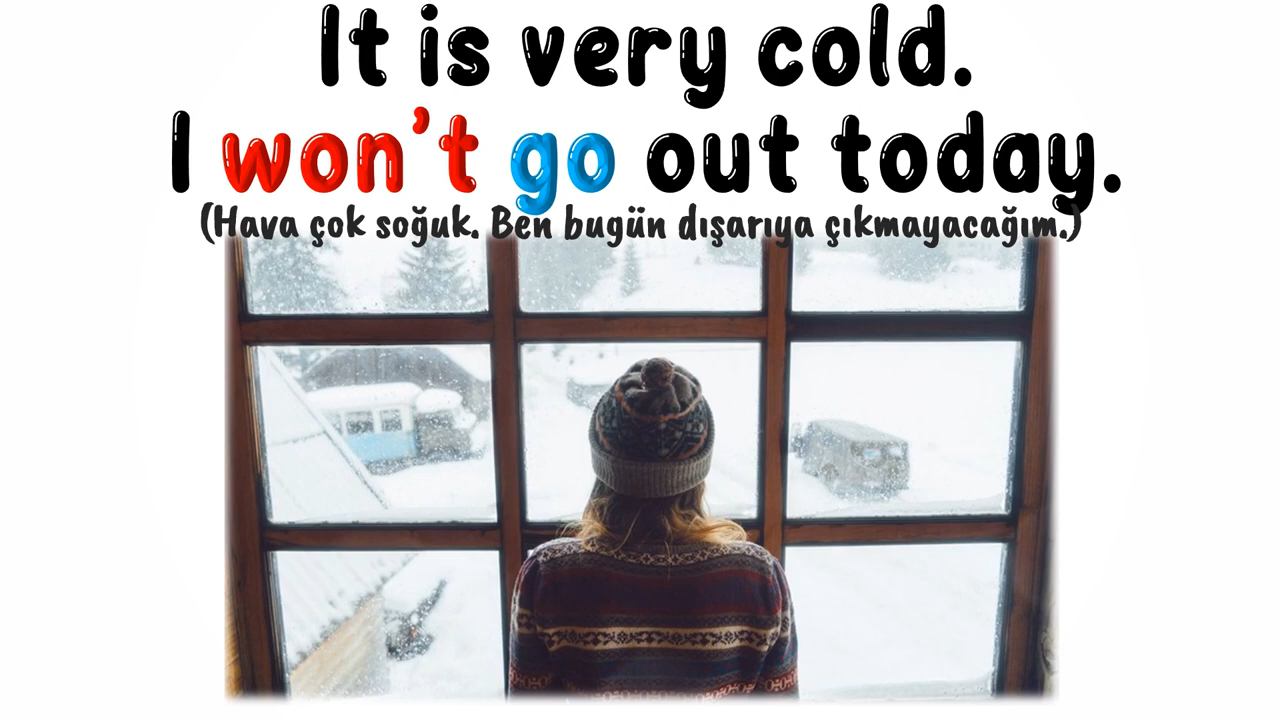 It is very cold.
I won't go out today.
(Hava çok soğuk. Ben bugün dışarıya çıkmayacağım.)